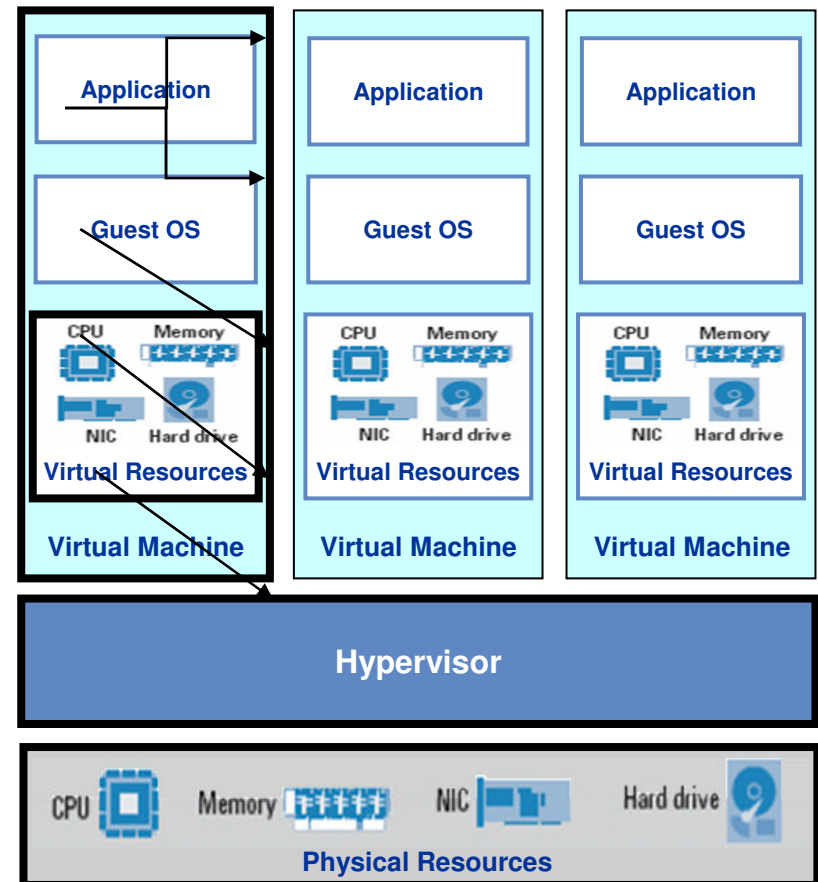 Application Application Application
Guest OS Guest OS Guest OS
CPU Memory CPU Memory CPU Memory
NIC Hard drive NIC Hard drive NIC Hard drive
Virtual Resources Virtual Resources Virtual Resources
Virtual Machine Virtual Machine Virtual Machine
Hypervisor
CPU Memory NIC Hard drive
Physical Resources